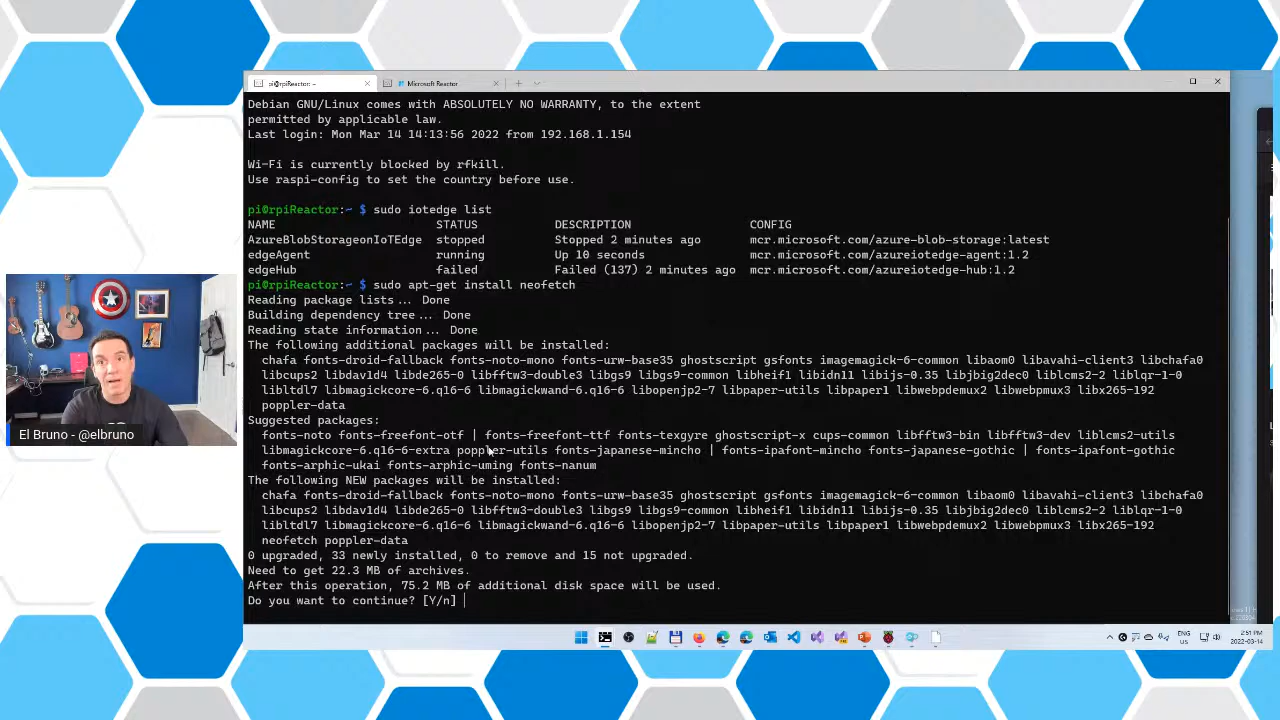 pi@rpiReactor: ~
Microsoft Reactor
Debian GNU/Linux comes with ABSOLUTELY NO WARRANTY, to the extent
permitted by applicable law.
Last login: Mon Mar 14 14:13:56 2022 from 192.168.1.154
Wi-Fi is currently blocked by rfkill.
Use raspi-config to set the country before use.
pi@rpiReactor:~ $ sudo iotedge list
NAME STATUS DESCRIPTION CONFIG
AzureBlobStorageonIoTEdge stopped Stopped 2 minutes ago mcr.microsoft.com/azure-blob-storage:latest
edgeAgent running Up 10 seconds mcr.microsoft.com/azureiotedge-agent:1.2
edgeHub failed Failed (137) 2 minutes ago mcr.microsoft.com/azureiotedge-hub:1.2
pi@rpiReactor:~ $ sudo apt-get install neofetch
Reading package lists... Done
Building dependency tree... Done
Reading state information... Done
The following additional packages will be installed:
chafa fonts-droid-fallback fonts-noto-mono fonts-urw-base35 ghostscript gsfonts imagemagick-6-common libaom0 libavahi-client3 libchafa0
libcups2 libdav1d4 libde265-0 libfftw3-double3 libgs9 libgs9-common libheif1 libidn11 libijs-0.35 libjbig2dec0 liblcms2-2 liblqr-1-0
libltdl7 libmagickcore-6.q16-6 libmagickwand-6.q16-6 libopenjp2-7 libpaper-utils libpaper1 libwebpdemux2 libwebpmux3 libx265-192
poppler-data
Suggested packages:
fonts-noto fonts-freefont-otf | fonts-freefont-ttf fonts-texgyre ghostscript-x cups-common libfftw3-bin libfftw3-dev liblcms2-utils
libmagickcore-6.q16-6-extra poppler-utils fonts-japanese-mincho | fonts-ipafont-mincho fonts-japanese-gothic | fonts-ipafont-gothic
fonts-arphic-ukai fonts-arphic-uming fonts-nanum
The following NEW packages will be installed:
chafa fonts-droid-fallback fonts-noto-mono fonts-urw-base35 ghostscript gsfonts imagemagick-6-common libaom0 libavahi-client3 libchafa0
libcups2 libdav1d4 libde265-0 libfftw3-double3 libgs9 libgs9-common libheif1 libidn11 libijs-0.35 libjbig2dec0 liblcms2-2 liblqr-1-0
libltdl7 libmagickcore-6.q16-6 libmagickwand-6.q16-6 libopenjp2-7 libpaper-utils libpaper1 libwebpdemux2 libwebpmux3 libx265-192
neofetch poppler-data
0 upgraded, 33 newly installed, 0 to remove and 15 not upgraded.
Need to get 22.3 MB of archives.
After this operation, 75.2 MB of additional disk space will be used.
Do you want to continue? [Y/n]
El Bruno - @elbruno
ENG
US
2:51 PM
2022-03-14